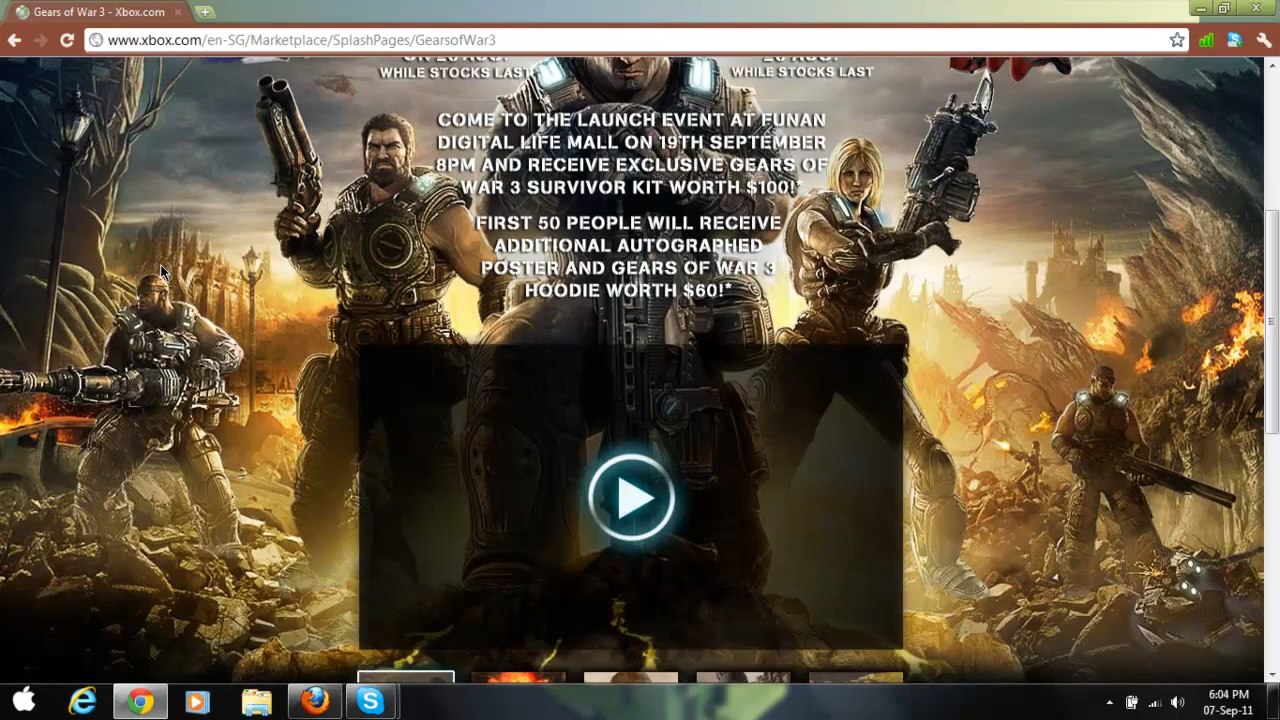 Gears of War 3 - Xbox.com
www.xbox.com/en-SG/Marketplace/SplashPages/GearsofWar3
WHILE STOCKS LAST
WHILE STOCKS LAST
COME TO THE LAUNCH EVENT AT FUNAN
DIGITAL LIFE MALL ON 19TH SEPTEMBER
8PM AND RECEIVE EXCLUSIVE GEARS OF
WAR 3 SURVIVOR KIT WORTH $100!*
FIRST 50 PEOPLE WILL RECEIVE
ADDITIONAL AUTOGRAPHED
POSTER AND GEARS OF WAR 3
HOODIE WORTH $60!*
6:04 PM
07-Sep-11